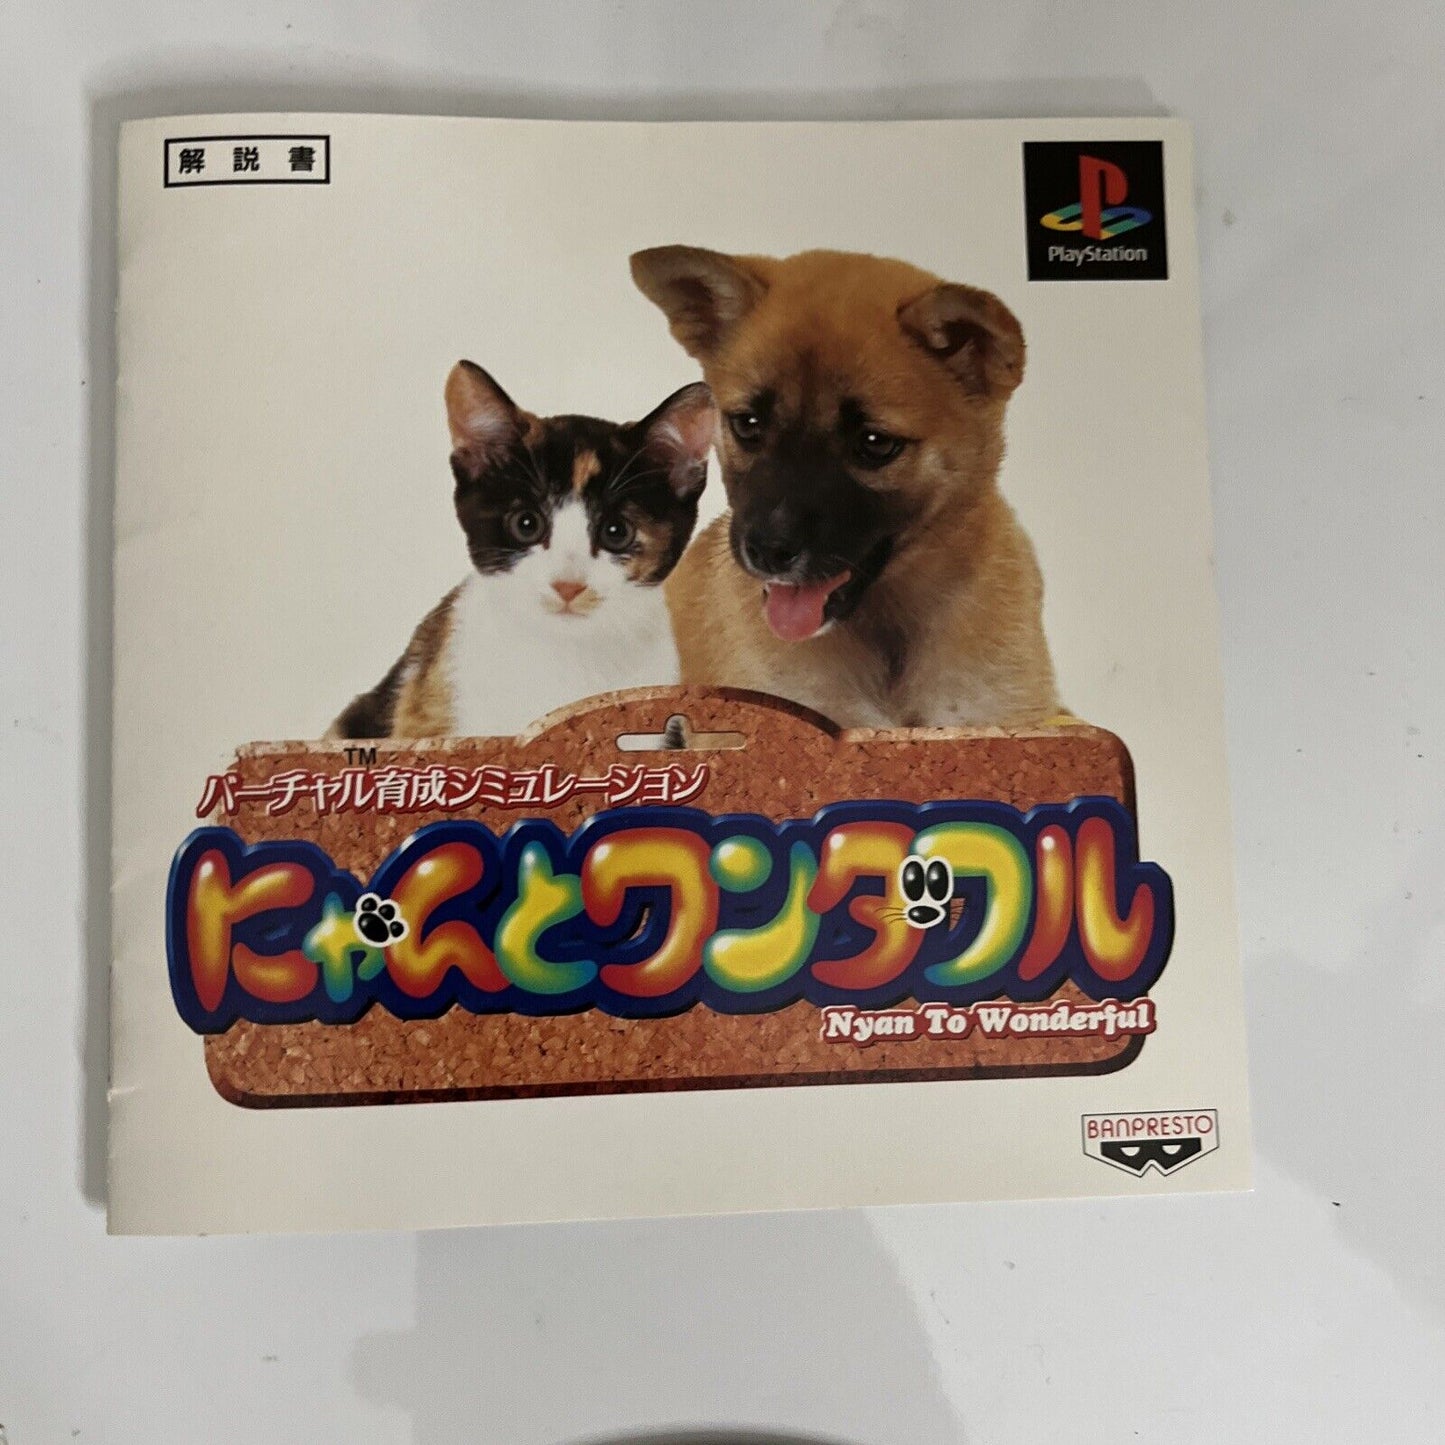 解説書
PlayStation
TM
バーチャル育成シミュレーション
にゃんとワンダフル
Nyan To Wonderful
BANPRESTO